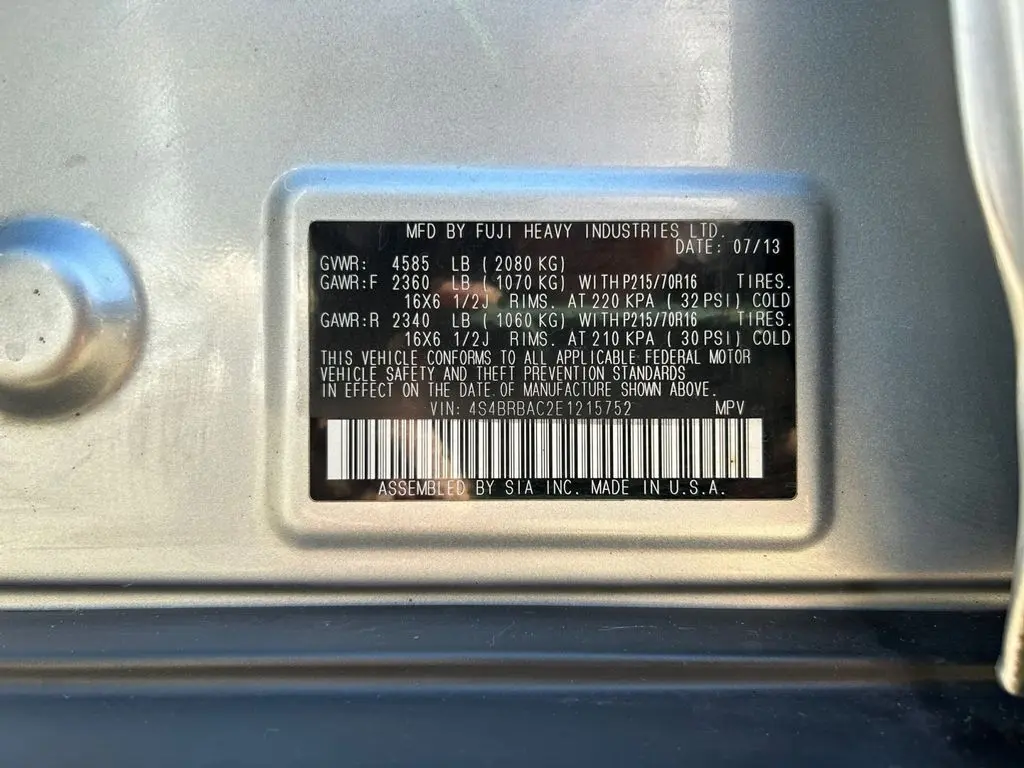 MFD BY FUJI HEAVY INDUSTRIES LTD.
DATE: 07/13
GVWR: 4585 LB ( 2080 KG)
GAWR:F 2360 LB ( 1070 KG) WITH P215/70R16 TIRES.
16X6 1/2J RIMS. AT 220 KPA ( 32 PSI) COLD
GAWR:R 2340 LB ( 1060 KG) WITH P215/70R16 TIRES.
16X6 1/2J RIMS. AT 210 KPA ( 30 PSI) COLD
THIS VEHICLE CONFORMS TO ALL APPLICABLE FEDERAL MOTOR
VEHICLE SAFETY AND THEFT PREVENTION STANDARDS
IN EFFECT ON THE DATE OF MANUFACTURE SHOWN ABOVE.
VIN: 4S4BRBAC2E1215752 MPV
ASSEMBLED BY SIA INC. MADE IN U.S.A.